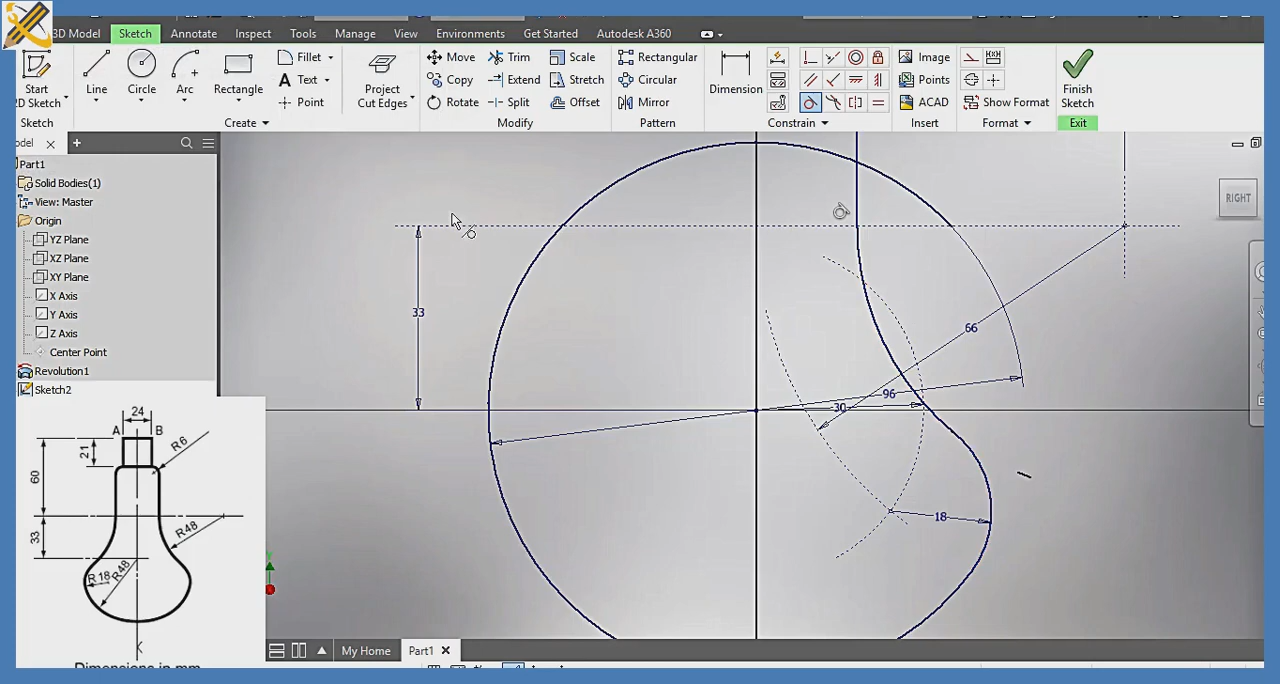 3D Model Sketch Annotate Inspect Tools Manage View Environments Get Started Autodesk A360
Start
2D Sketch
Line
Circle
Arc
Rectangle
Fillet
Text
Point
Project
Cut Edges
Move
Copy
Rotate
Trim
Extend
Split
Scale
Stretch
Offset
Rectangular
Circular
Mirror
Dimension
Image
Points
ACAD
Show Format
Finish
Sketch
Sketch
Create
Modify
Pattern
Constrain
Insert
Format
Exit
odel
Part1
Solid Bodies(1)
View: Master
Origin
YZ Plane
XZ Plane
XY Plane
X Axis
Y Axis
Z Axis
Center Point
Revolution1
Sketch2
RIGHT
33
66
96
30
18
24
A B
R6
21
60
33
R48
R18
R48
Dimensions in mm
My Home Part1